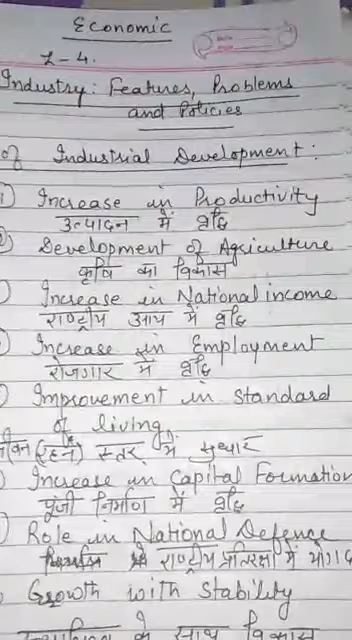 Economic
L-4.
Industry: Features, Problems
and Policies
of Industrial Development:
Increase in Productivity
उत्पादन में वृद्धि
Development of Agriculture
कृषि का विकास
Increase in National income
राष्ट्रीय आय में वृद्धि
Increase in Employment
रोजगार में वृद्धि
Improvement in standard
of living
(रहन) स्तर में सुधार
Increase in Capital Formation
पूंजी निर्माण में वृद्धि
Role in National Defence
राष्ट्रीय प्रतिरक्षा में योगद
Growth with stability
के साथ विकास